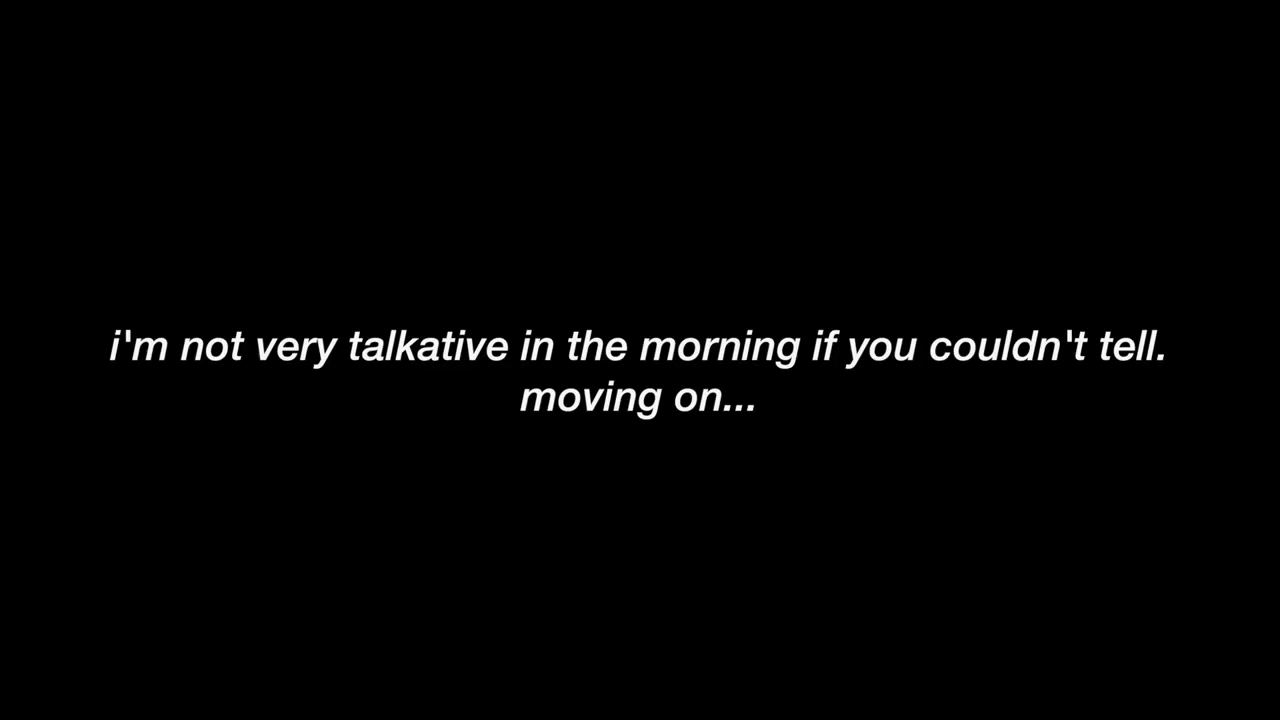 i'm not very talkative in the morning if you couldn't tell.
moving on...